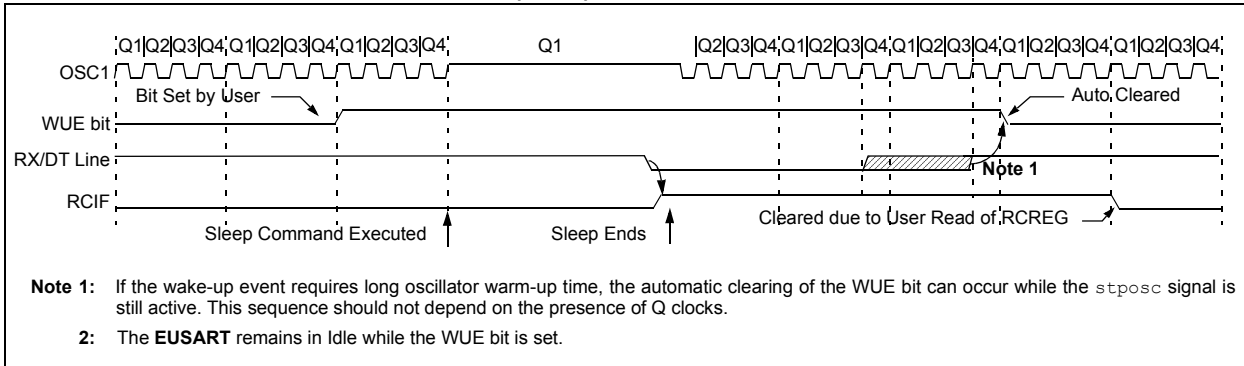 Q1|Q2|Q3|Q4|Q1|Q2|Q3|Q4|Q1|Q2|Q3|Q4 Q1 Q2|Q3|Q4|Q1|Q2|Q3|Q4|Q1|Q2|Q3|Q4|Q1|Q2|Q3|Q4|Q1|Q2|Q3|Q4
OSC1
Bit Set by User Auto Cleared
WUE bit
RX/DT Line
Note 1
RCIF
Cleared due to User Read of RCREG
Sleep Command Executed Sleep Ends
Note 1: If the wake-up event requires long oscillator warm-up time, the automatic clearing of the WUE bit can occur while the stposc signal is
still active. This sequence should not depend on the presence of Q clocks.
2: The EUSART remains in Idle while the WUE bit is set.